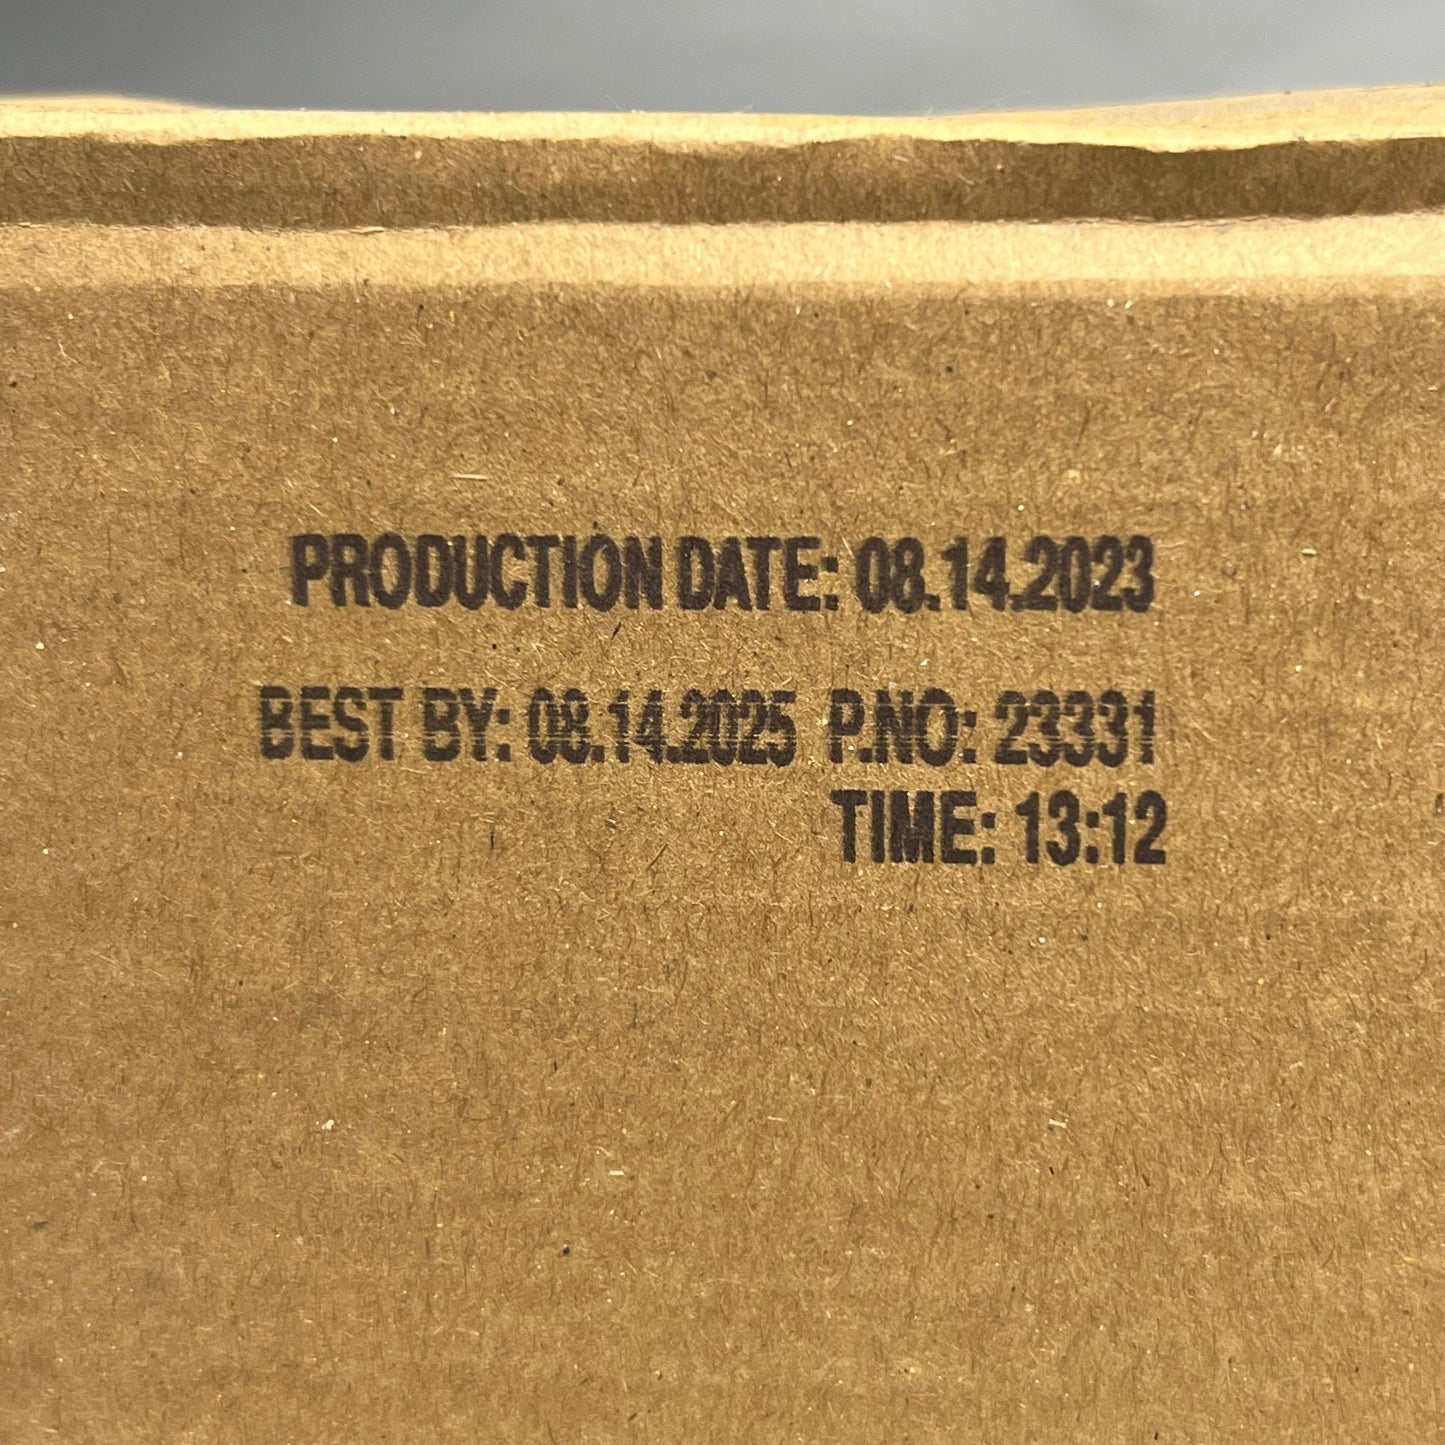 PRODUCTION DATE: 08.14.2023
BEST BY: 08.14.2025 P.NO: 23331
TIME: 13:12